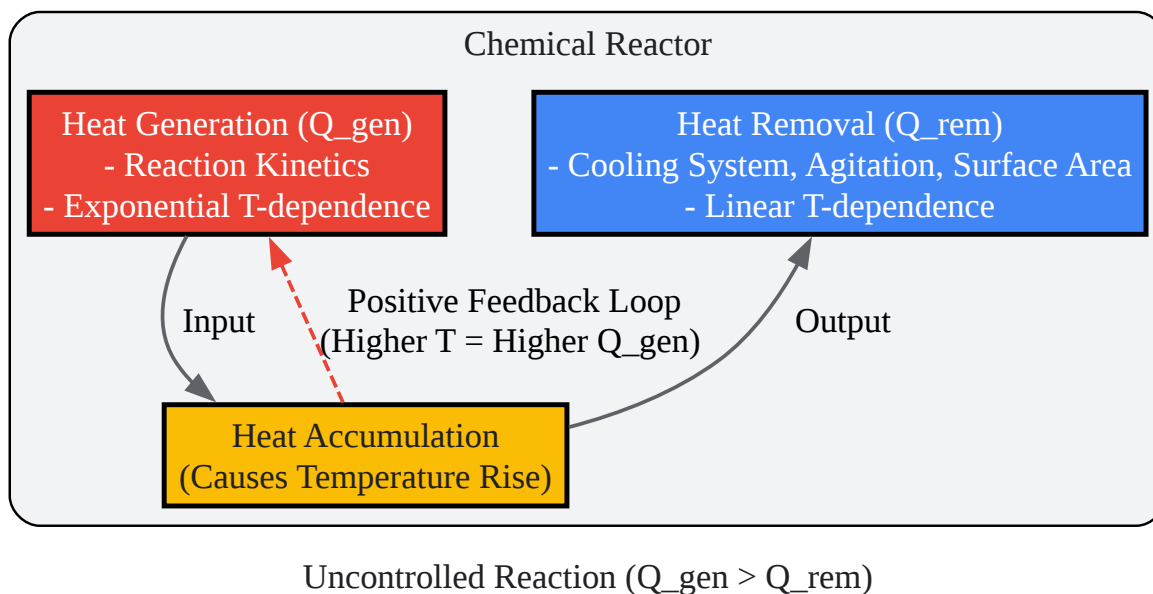 Chemical Reactor
Heat Generation (Q_gen)
- Reaction Kinetics
- Exponential T-dependence
Heat Removal (Q_rem)
- Cooling System, Agitation, Surface Area
- Linear T-dependence
Input
Positive Feedback Loop
(Higher T = Higher Q_gen)
Output
Heat Accumulation
(Causes Temperature Rise)
Uncontrolled Reaction (Q_gen > Q_rem)